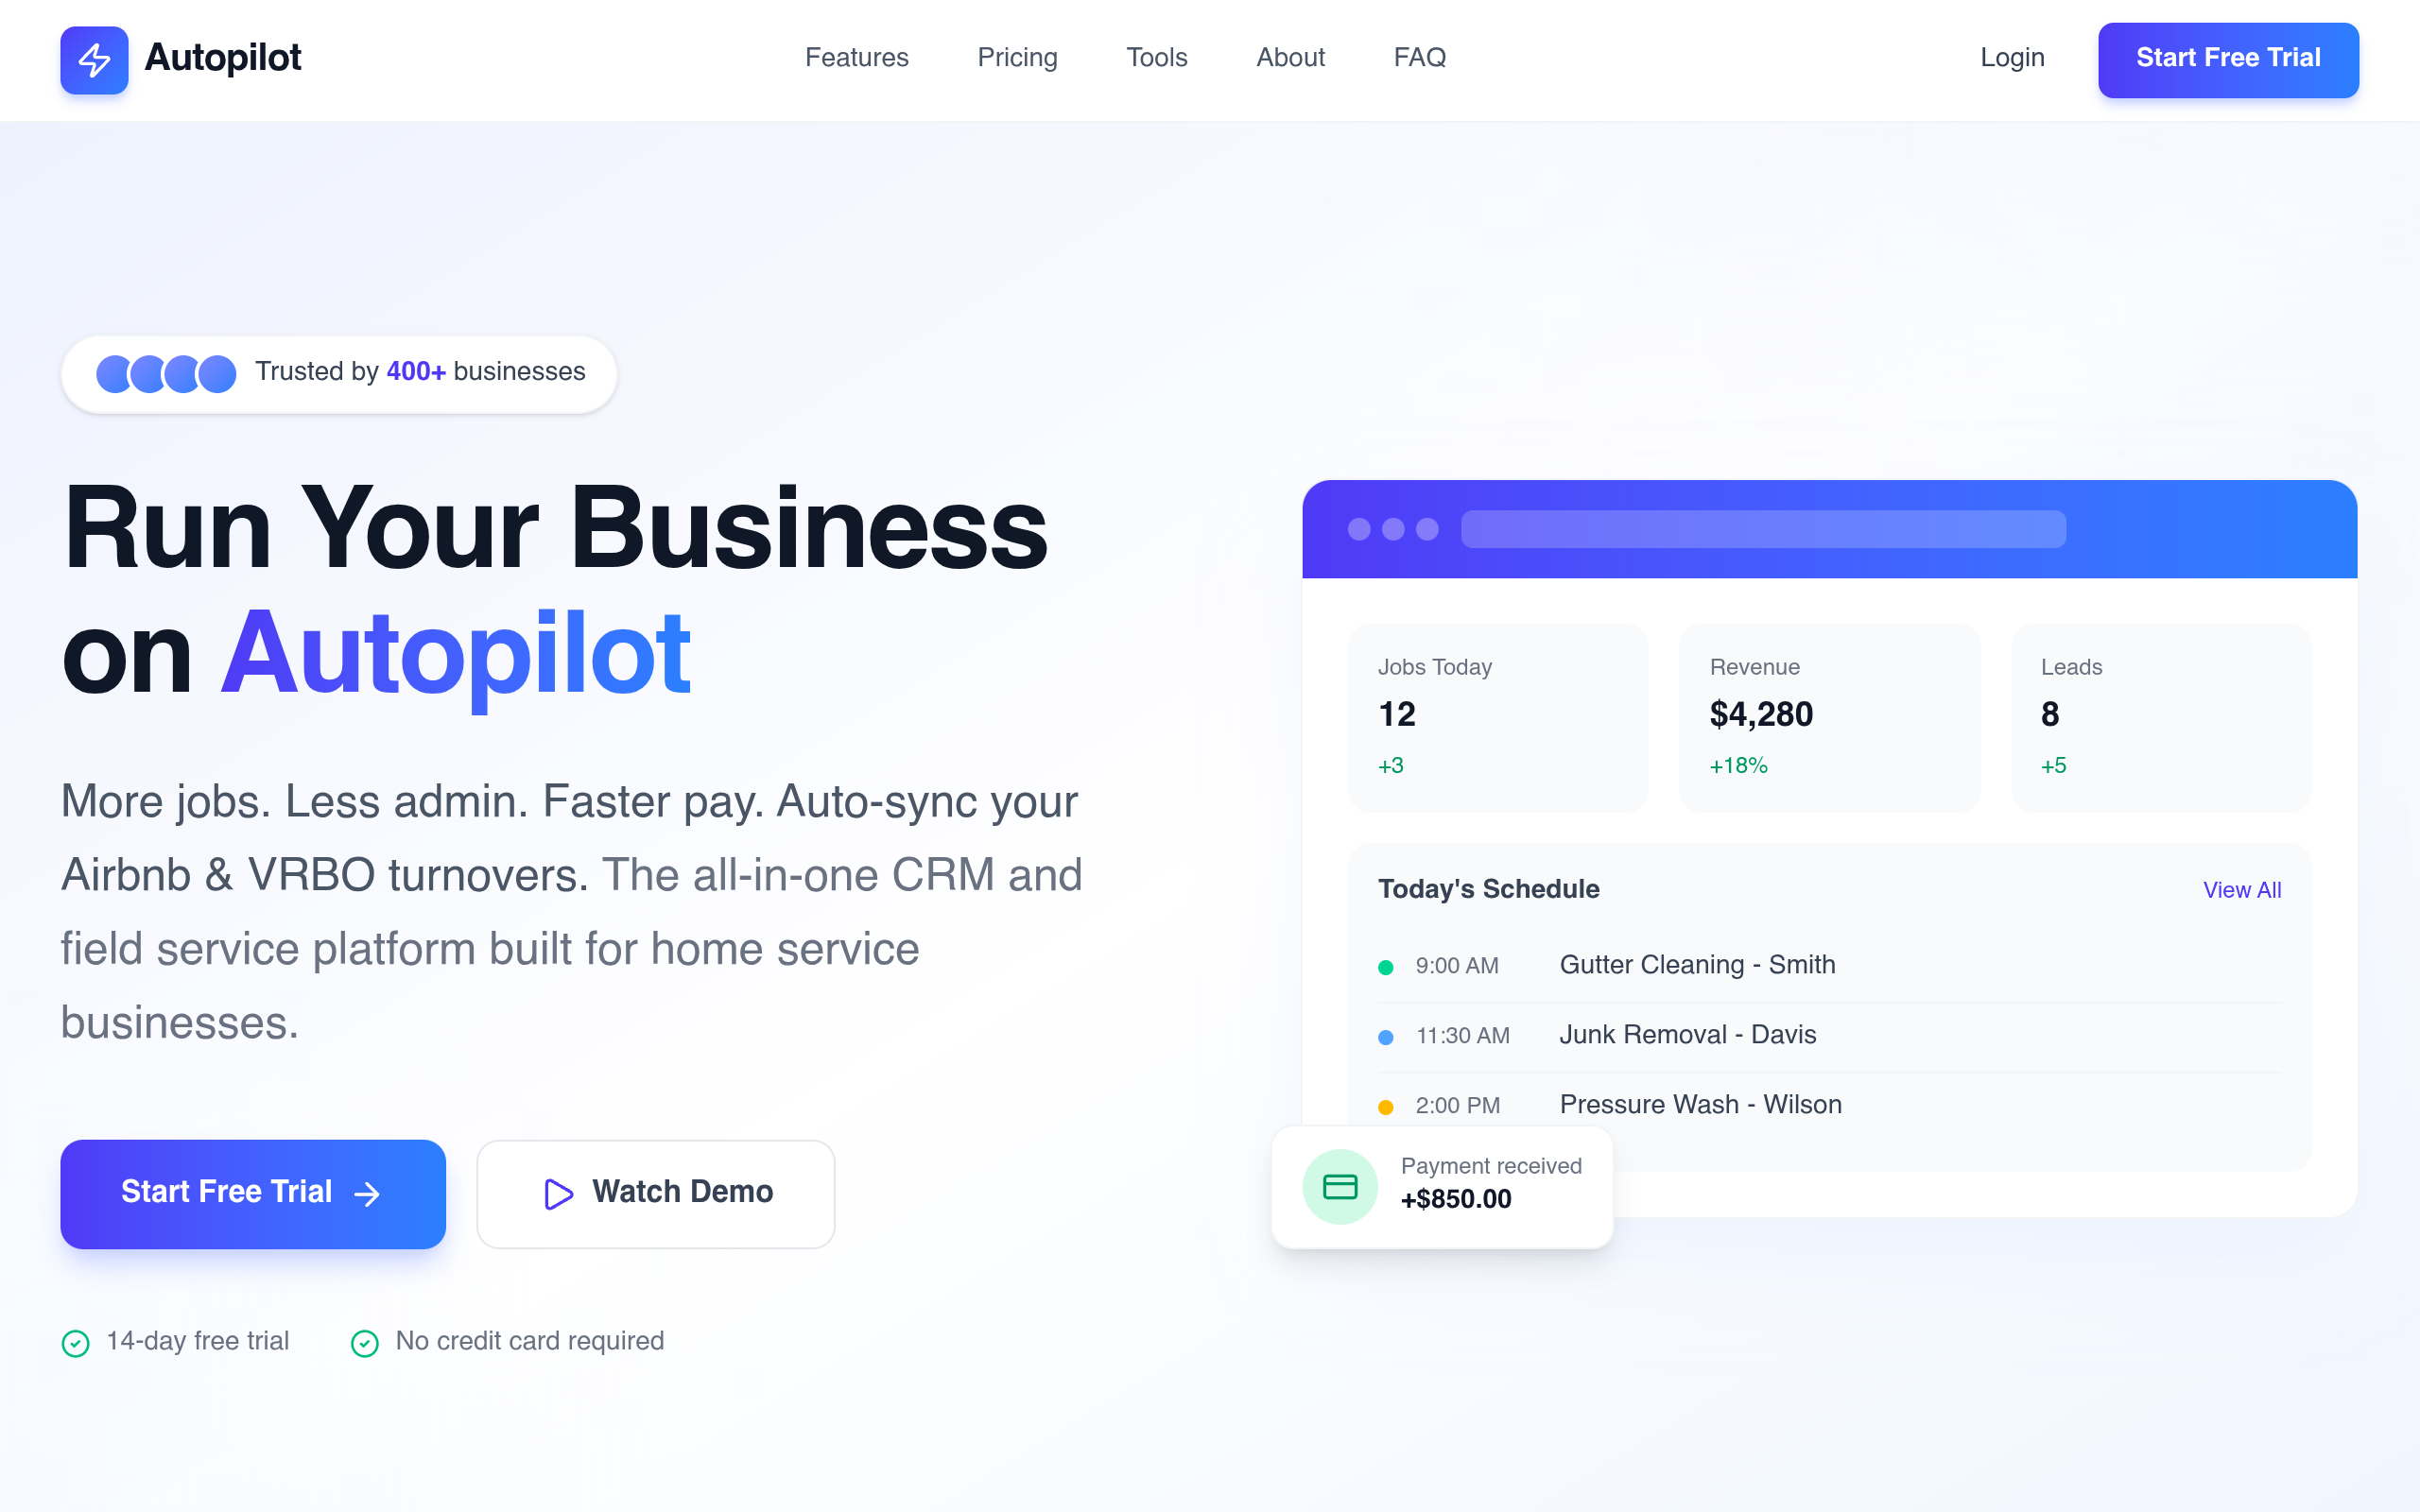 Autopilot
Features
Pricing
Tools
About
FAQ
Login
Start Free Trial
Trusted by 400+ businesses
Run Your Business
on Autopilot
More jobs. Less admin. Faster pay. Auto-sync your
Airbnb & VRBO turnovers. The all-in-one CRM and
field service platform built for home service
businesses.
Start Free Trial
Watch Demo
14-day free trial
No credit card required
Jobs Today
12
+3
Revenue
$4,280
+18%
Leads
8
+5
Today's Schedule
View All
9:00 AM
Gutter Cleaning - Smith
11:30 AM
Junk Removal - Davis
2:00 PM
Pressure Wash - Wilson
Payment received
+$850.00